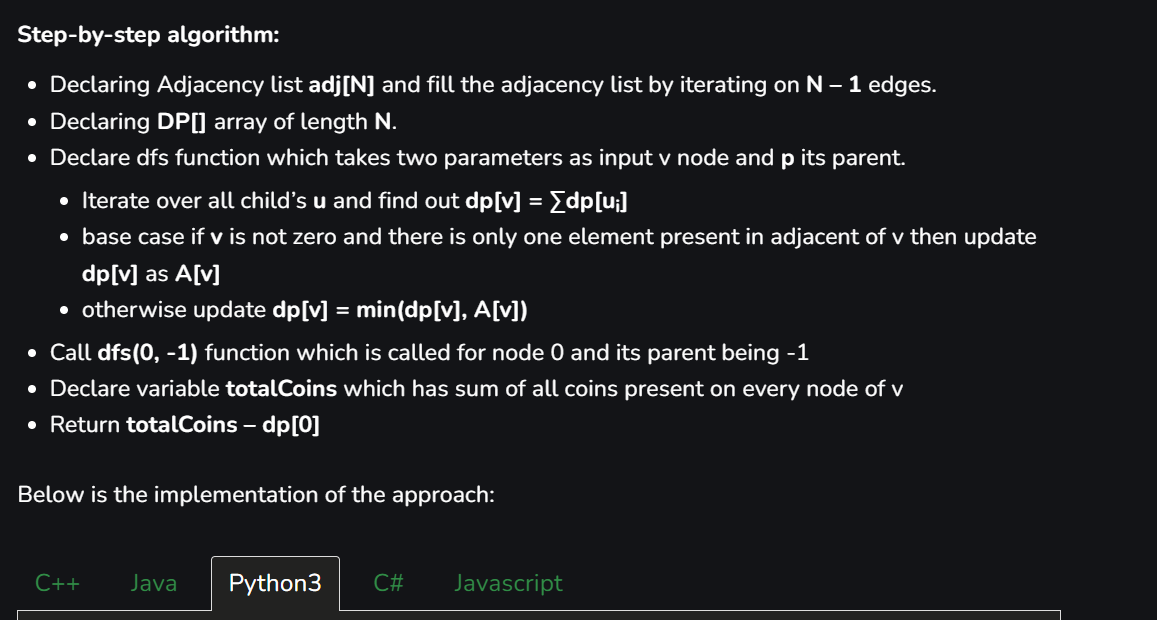 Step-by-step algorithm:
• Declaring Adjacency list adj[N] and fill the adjacency list by iterating on N – 1 edges.
• Declaring DP[] array of length N.
• Declare dfs function which takes two parameters as input v node and p its parent.
• Iterate over all child’s u and find out dp[v] = ∑dp[uᵢ]
• base case if v is not zero and there is only one element present in adjacent of v then update
dp[v] as A[v]
• otherwise update dp[v] = min(dp[v], A[v])
• Call dfs(0, -1) function which is called for node 0 and its parent being -1
• Declare variable totalCoins which has sum of all coins present on every node of v
• Return totalCoins – dp[0]
Below is the implementation of the approach:
C++ Java Python3 C# Javascript